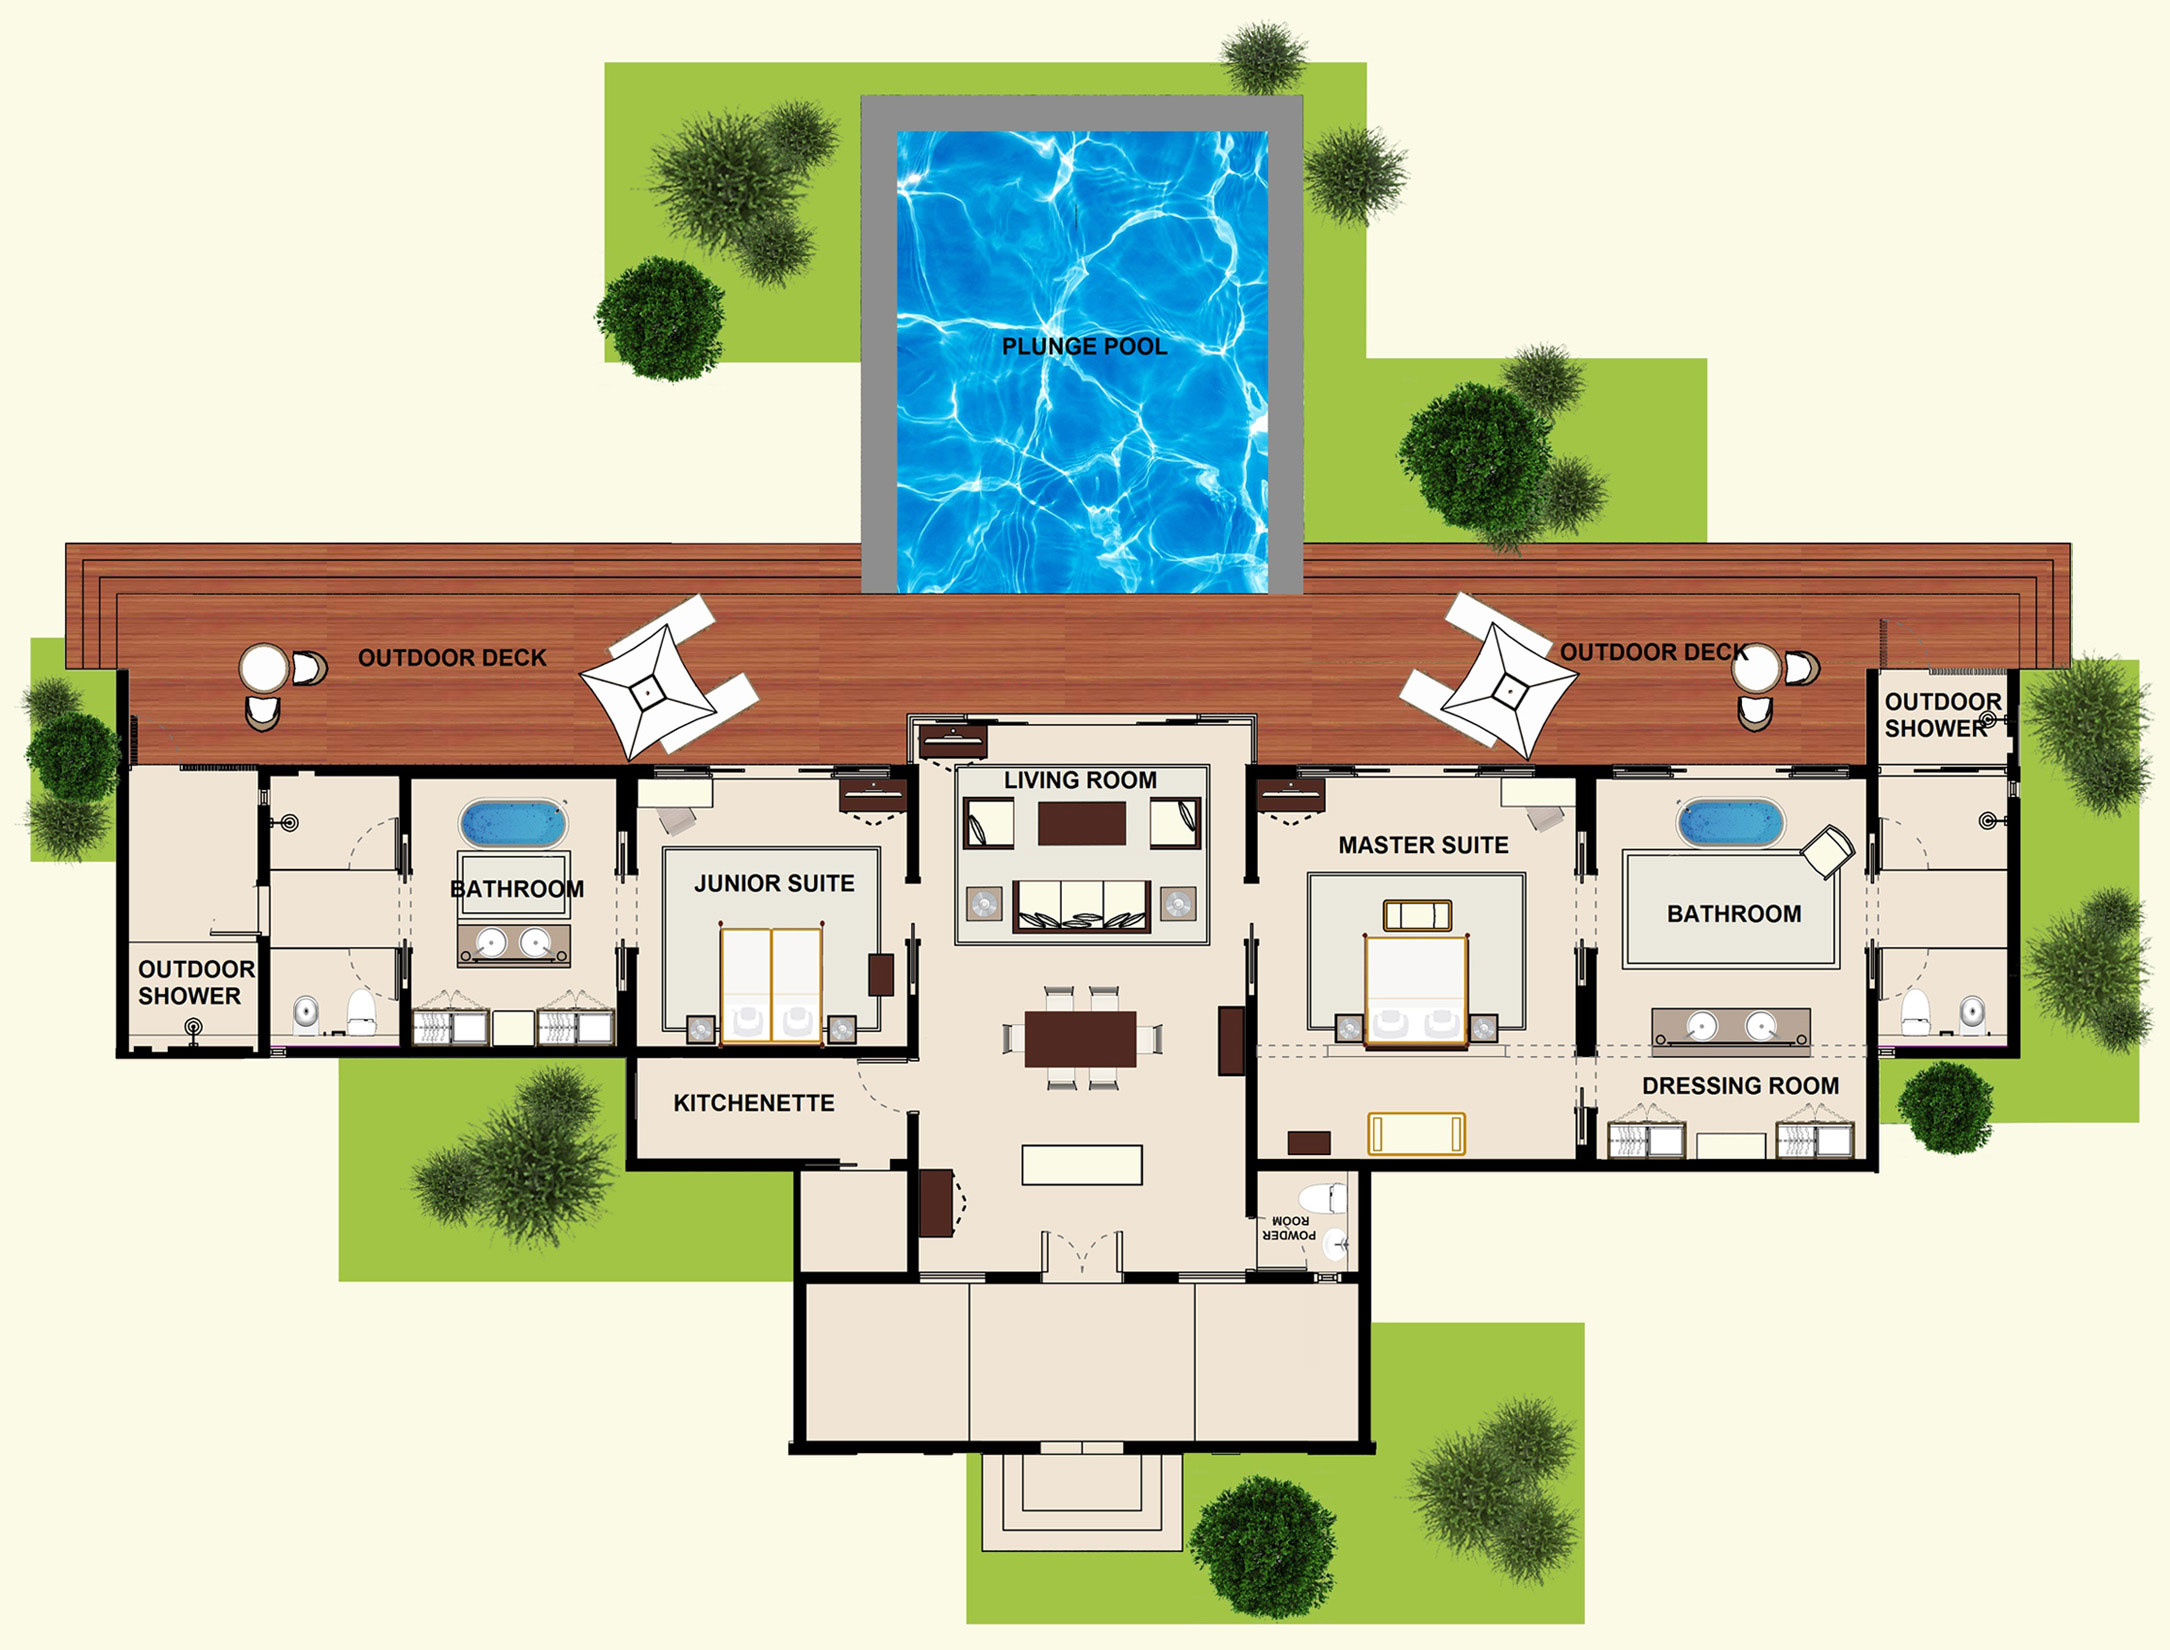 PLUNGE POOL
OUTDOOR DECK
OUTDOOR DECK
OUTDOOR
SHOWER
LIVING ROOM
MASTER SUITE
JUNIOR SUITE
BATHROOM
BATHROOM
OUTDOOR
SHOWER
KITCHENETTE
DRESSING ROOM
POWDER
ROOM